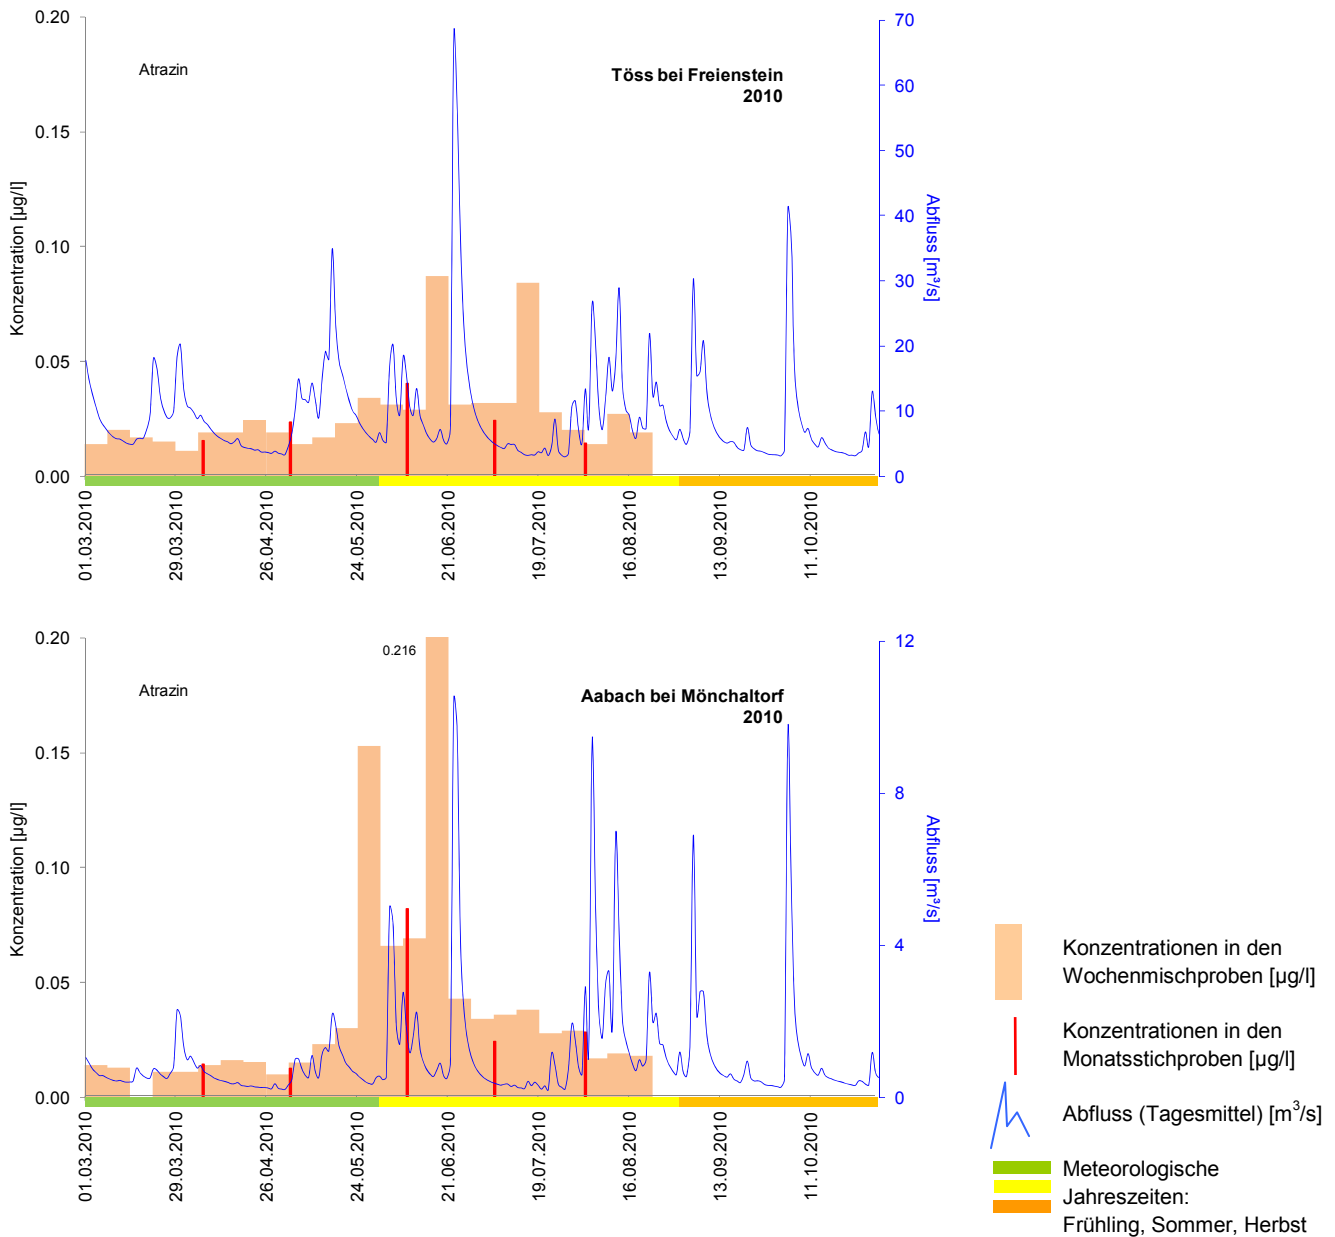 0.20
0.15
0.10
0.05
0.00
Konzentration [µg/l]
Atrazin
Töss bei Freienstein
2010
70
60
50
40
30
20
10
0
Abfluss [m³/s]
01.03.2010
29.03.2010
26.04.2010
24.05.2010
21.06.2010
19.07.2010
16.08.2010
13.09.2010
11.10.2010
0.20
0.15
0.10
0.05
0.00
Konzentration [µg/l]
0.216
Atrazin
Aabach bei Mönchaltorf
2010
12
8
4
0
Abfluss [m³/s]
01.03.2010
29.03.2010
26.04.2010
24.05.2010
21.06.2010
19.07.2010
16.08.2010
13.09.2010
11.10.2010
Konzentrationen in den
Wochenmischproben [µg/l]
Konzentrationen in den
Monatsstichproben [µg/l]
Abfluss (Tagesmittel) [m³/s]
Meteorologische
Jahreszeiten:
Frühling, Sommer, Herbst